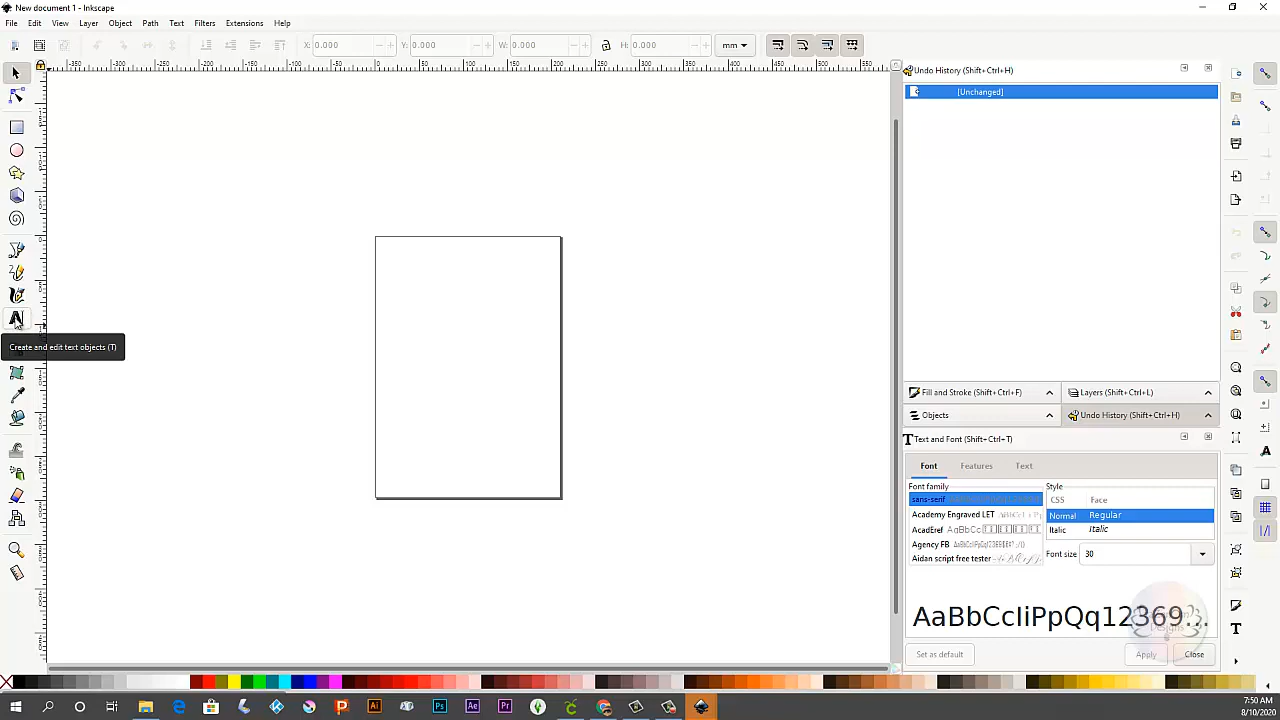 New document 1 - Inkscape
File Edit View Layer Object Path Text Filters Extensions Help
X: 0.000 Y: 0.000 W: 0.000 H: 0.000 mm
Undo History (Shift+Ctrl+H)
[Unchanged]
Create and edit text objects (T)
Fill and Stroke (Shift+Ctrl+F) Layers (Shift+Ctrl+L)
Objects Undo History (Shift+Ctrl+H)
Text and Font (Shift+Ctrl+T)
Font Features Text
Font family Style
sans-serif CSS Face
Academy Engraved LET Normal Regular
AcadEref AaBbCc Italic Italic
Agency FB
Aidan script free tester Font size 30
AaBbCcIiPpQq12369...
Designs
Set as default Apply Close
7:50 AM
8/10/2020